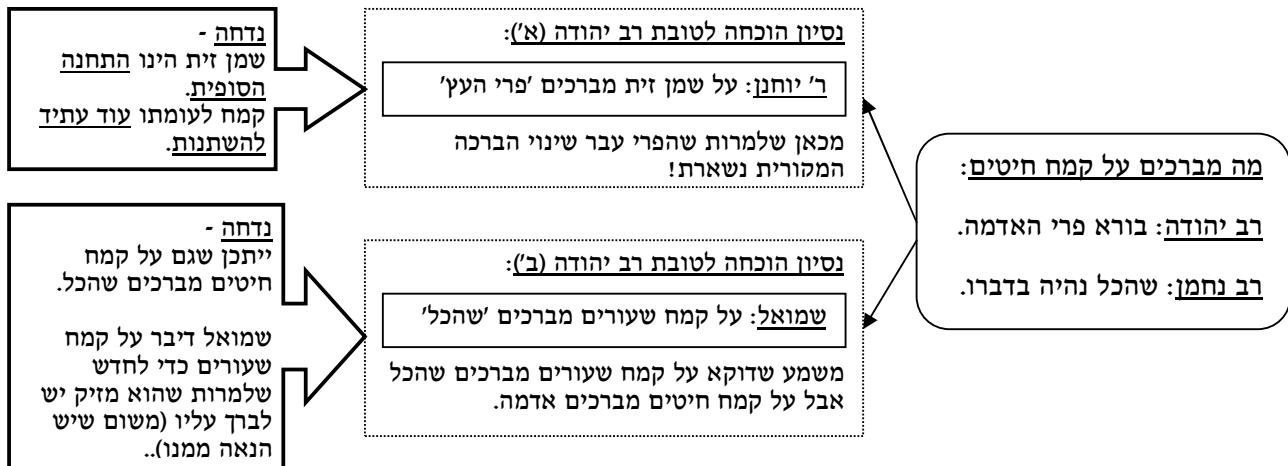 מה מברכים על קמח חיטים:
רב יהודה: בורא פרי האדמה.
רב נחמן: שהכל נהיה בדברו.
נסיון הוכחה לטובת רב יהודה (א'):
ר' יוחנן: על שמן זית מברכים 'פרי העץ'
מכאן שלמרות שהפרי עבר שינוי הברכה
המקורית נשארת!
נדחה -
שמן זית הינו התחנה
הסופית.
קמח לעומתו עוד עתיד
להשתנות.
נסיון הוכחה לטובת רב יהודה (ב'):
שמואל: על קמח שעורים מברכים 'שהכל'
משמע שדוקא על קמח שעורים מברכים שהכל
אבל על קמח חיטים מברכים אדמה.
נדחה -
ייתכן שגם על קמח
חיטים מברכים שהכל.
שמואל דיבר על קמח
שעורים כדי לחדש
שלמרות שהוא מזיק יש
לברך עליו (משום שיש
הנאה ממנו)..